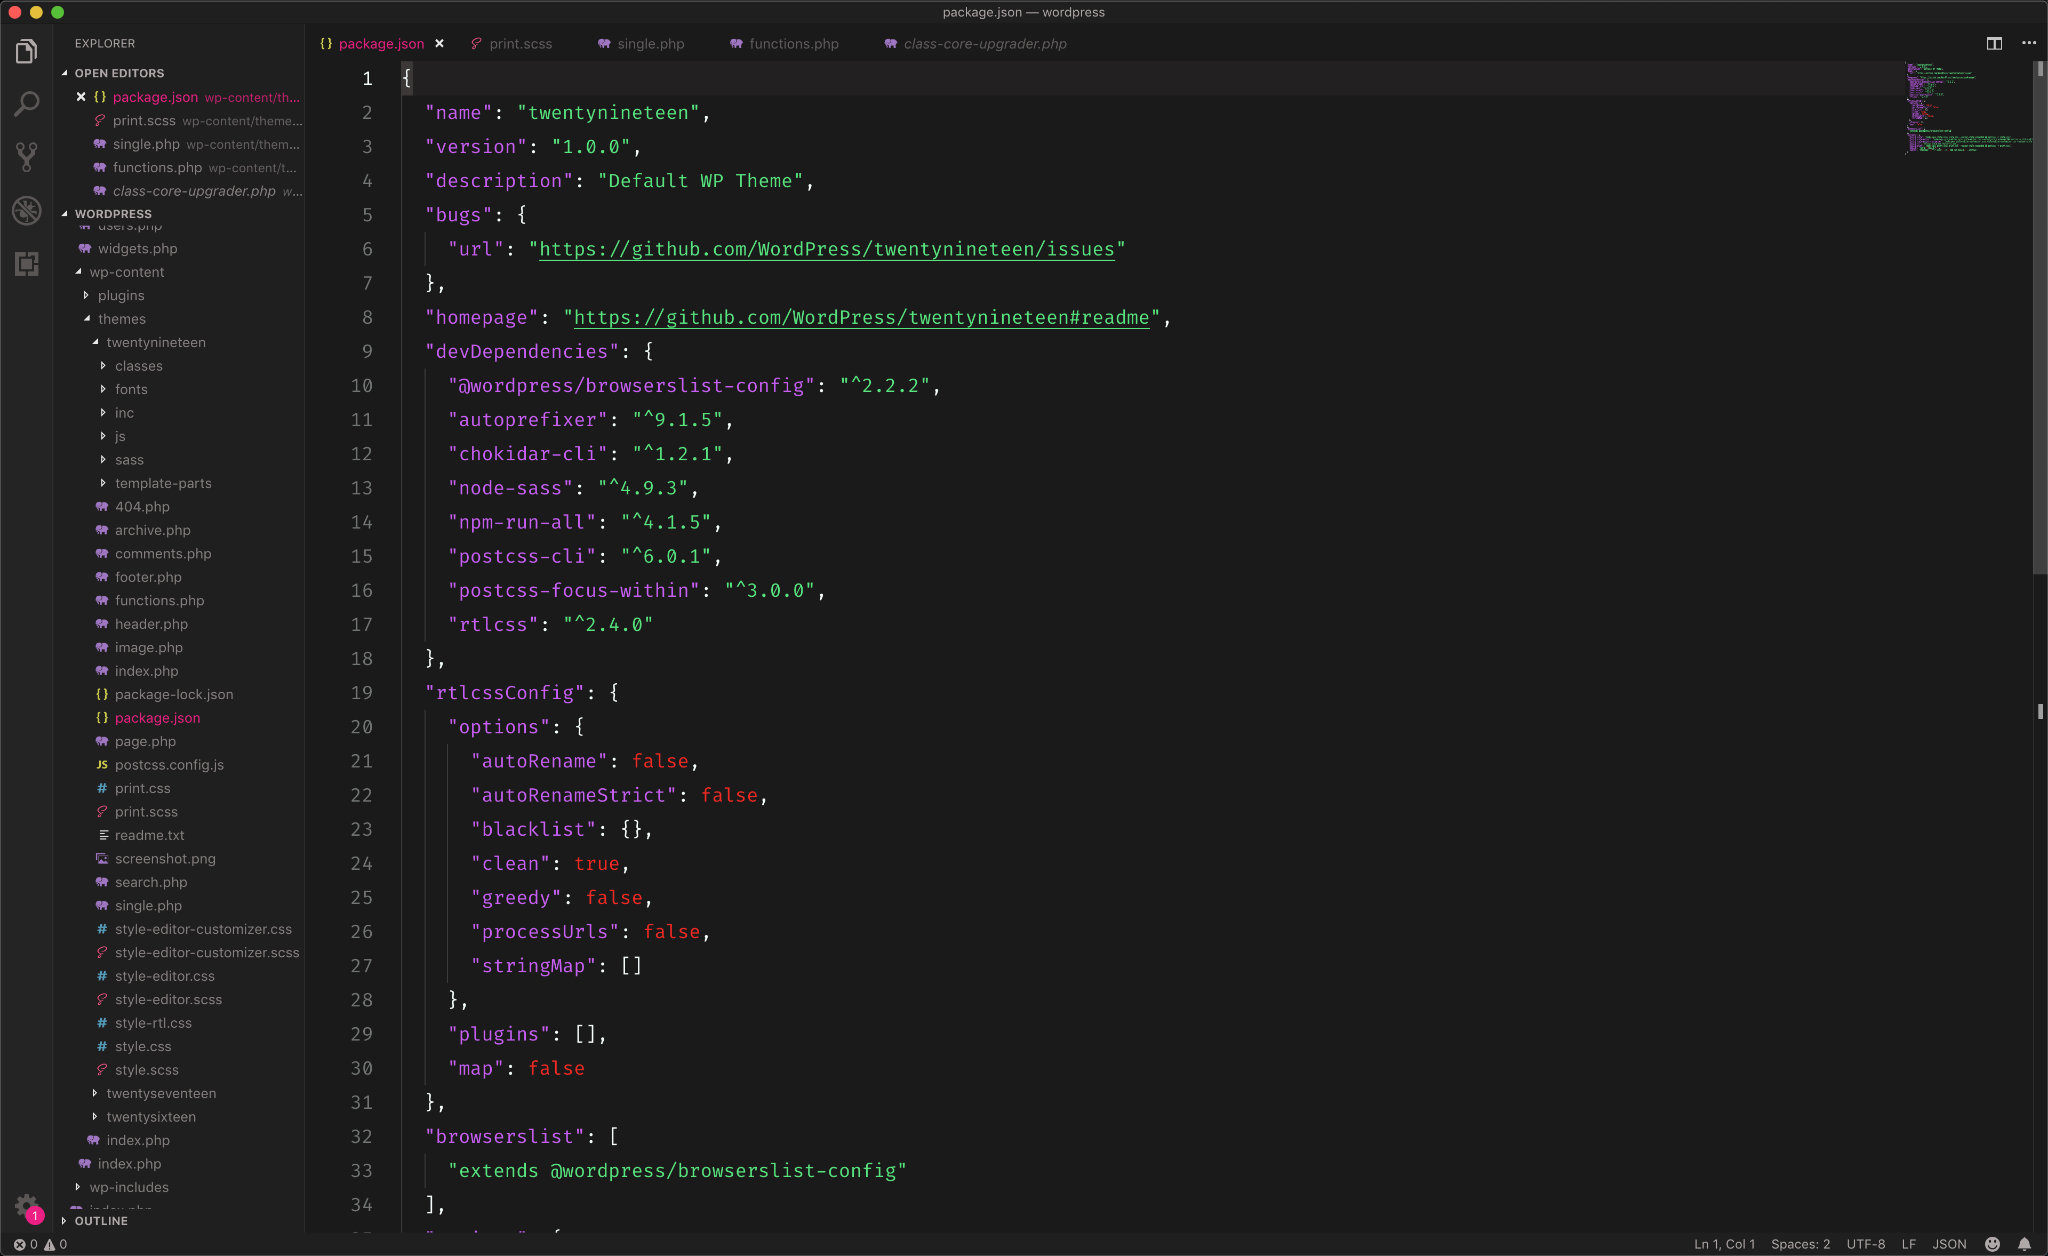 package.json — wordpress
EXPLORER
OPEN EDITORS
{} package.json wp-content/th...
print.scss wp-content/theme...
single.php wp-content/them...
functions.php wp-content/t...
class-core-upgrader.php w...
WORDPRESS
users.php
widgets.php
wp-content
plugins
themes
twentynineteen
classes
fonts
inc
js
sass
template-parts
404.php
archive.php
comments.php
footer.php
functions.php
header.php
image.php
index.php
{} package-lock.json
{} package.json
page.php
JS postcss.config.js
# print.css
print.scss
readme.txt
screenshot.png
search.php
single.php
# style-editor-customizer.css
style-editor-customizer.scss
# style-editor.css
style-editor.scss
# style-rtl.css
# style.css
style.scss
twentyseventeen
twentysixteen
index.php
index.php
wp-includes
index.php
OUTLINE
1
{} package.json print.scss single.php functions.php class-core-upgrader.php
1 {
2 "name": "twentynineteen",
3 "version": "1.0.0",
4 "description": "Default WP Theme",
5 "bugs": {
6 "url": "https://github.com/WordPress/twentynineteen/issues"
7 },
8 "homepage": "https://github.com/WordPress/twentynineteen#readme",
9 "devDependencies": {
10 "@wordpress/browserslist-config": "^2.2.2",
11 "autoprefixer": "^9.1.5",
12 "chokidar-cli": "^1.2.1",
13 "node-sass": "^4.9.3",
14 "npm-run-all": "^4.1.5",
15 "postcss-cli": "^6.0.1",
16 "postcss-focus-within": "^3.0.0",
17 "rtlcss": "^2.4.0"
18 },
19 "rtlcssConfig": {
20 "options": {
21 "autoRename": false,
22 "autoRenameStrict": false,
23 "blacklist": {},
24 "clean": true,
25 "greedy": false,
26 "processUrls": false,
27 "stringMap": []
28 },
29 "plugins": [],
30 "map": false
31 },
32 "browserslist": [
33 "extends @wordpress/browserslist-config"
34 ],
0 0
Ln 1, Col 1 Spaces: 2 UTF-8 LF JSON